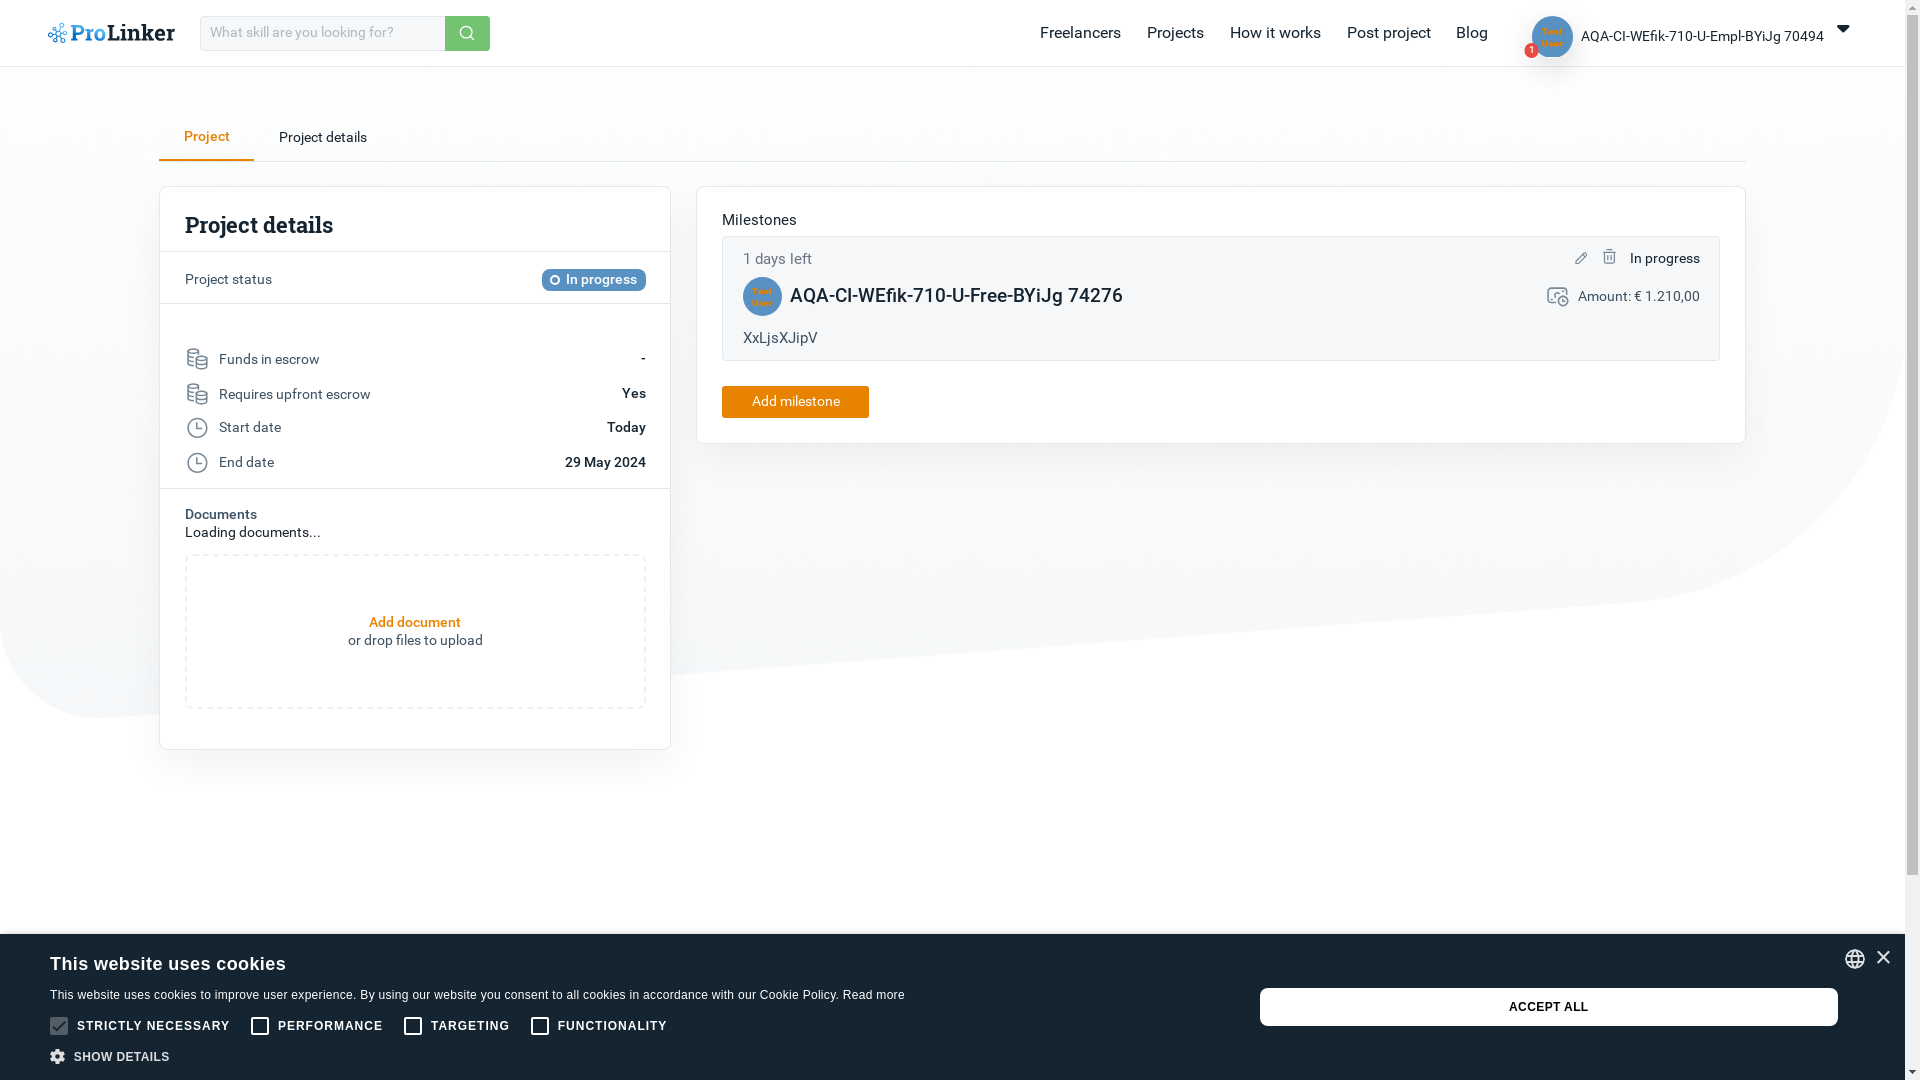 ProLinker
What skill are you looking for?
Freelancers
Projects
How it works
Post project
Blog
1
AQA-CI-WEfik-710-U-Empl-BYiJg 70494
Project
Project details
Project details
Project status
In progress
Funds in escrow
-
Requires upfront escrow
Yes
Start date
Today
End date
29 May 2024
Documents
Loading documents...
Add document
or drop files to upload
Milestones
1 days left
In progress
Test
User
AQA-CI-WEfik-710-U-Free-BYiJg 74276
Amount: € 1.210,00
XxLjsXJipV
Add milestone
This website uses cookies
This website uses cookies to improve user experience. By using our website you consent to all cookies in accordance with our Cookie Policy. Read more
STRICTLY NECESSARY
PERFORMANCE
TARGETING
FUNCTIONALITY
SHOW DETAILS
ACCEPT ALL